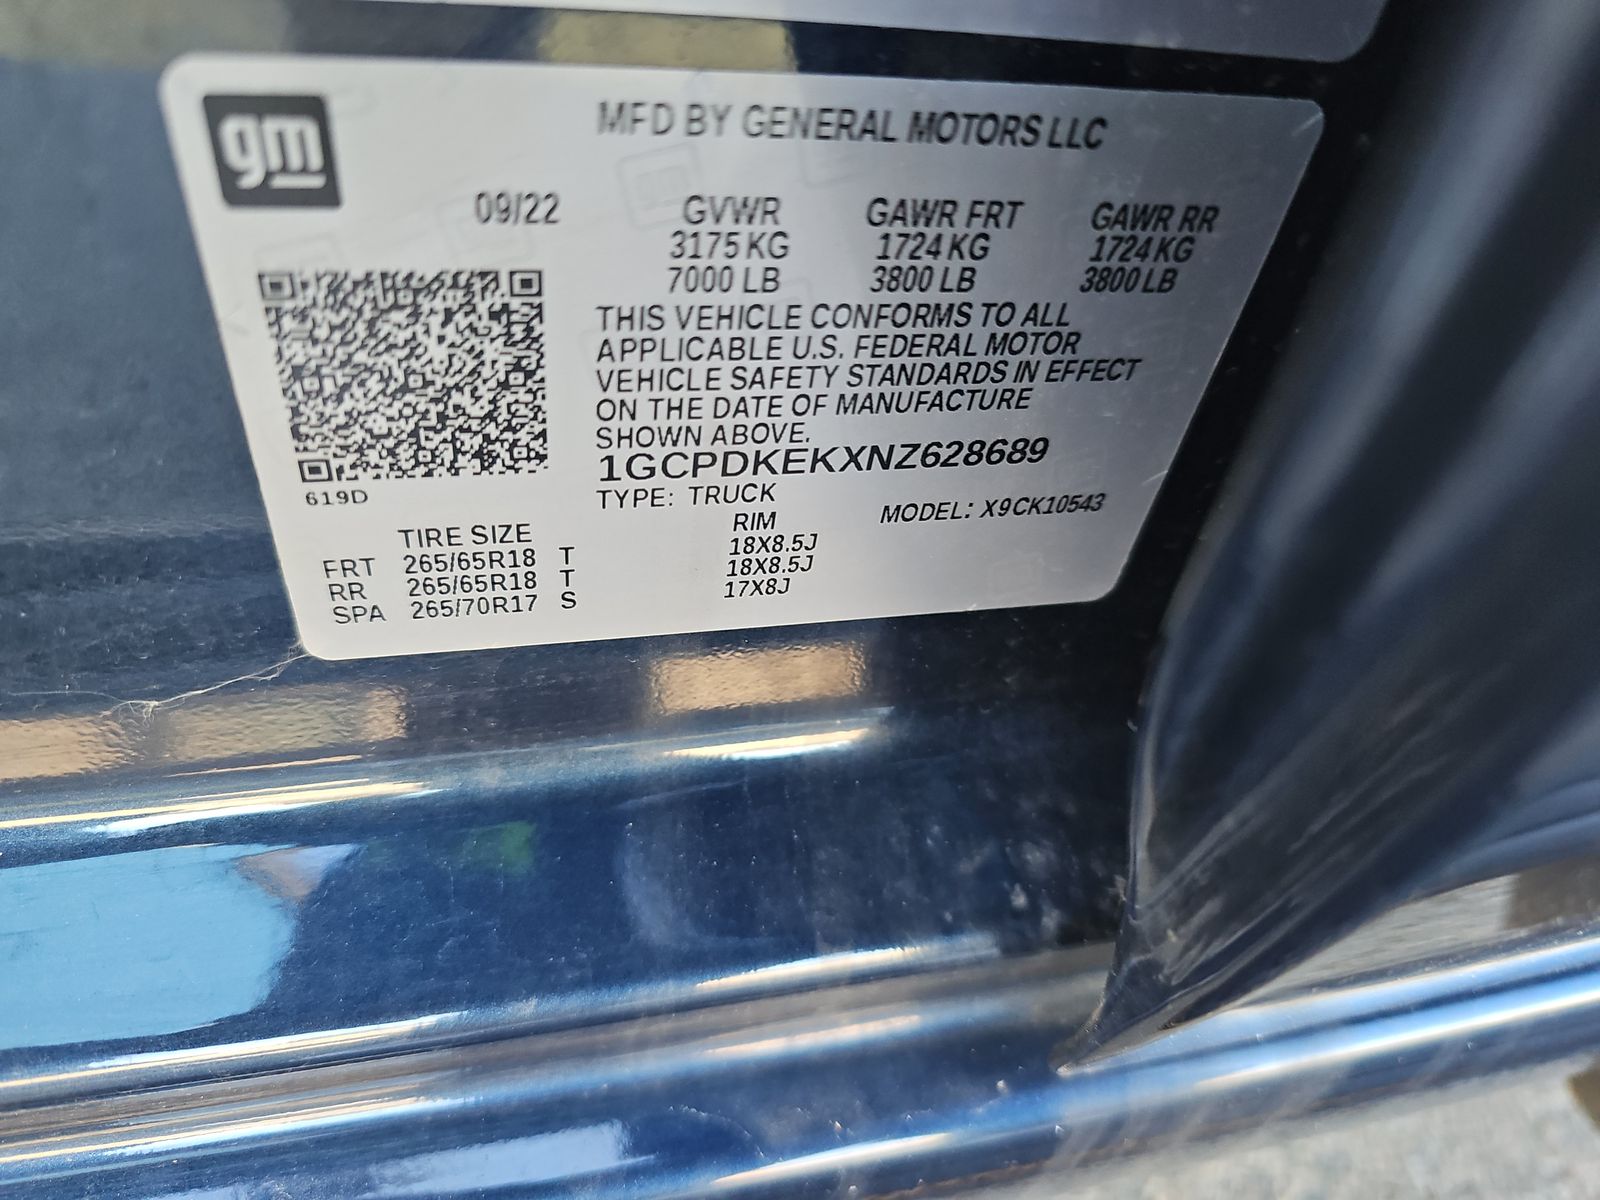 gm
MFD BY GENERAL MOTORS LLC
09/22 GVWR GAWR FRT GAWR RR
3175 KG 1724 KG 1724 KG
7000 LB 3800 LB 3800 LB
THIS VEHICLE CONFORMS TO ALL
APPLICABLE U.S. FEDERAL MOTOR
VEHICLE SAFETY STANDARDS IN EFFECT
ON THE DATE OF MANUFACTURE
SHOWN ABOVE.
1GCPDKEKXNZ628689
619D
TYPE: TRUCK MODEL: X9CK10543
TIRE SIZE RIM
FRT 265/65R18 T 18X8.5J
RR 265/65R18 T 18X8.5J
SPA 265/70R17 S 17X8J